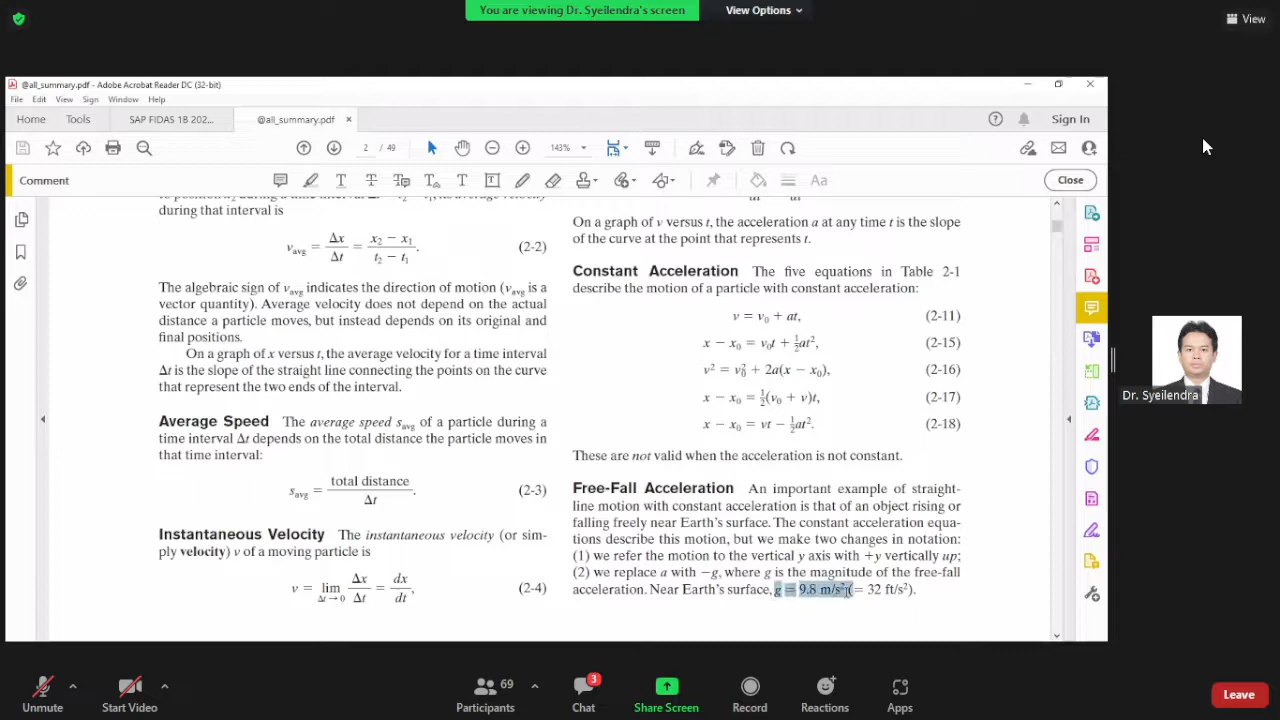 You are viewing Dr. Syeilendra's screen
View Options
View
@all_summary.pdf - Adobe Acrobat Reader DC (32-bit)
File Edit View Sign Window Help
Home Tools SAP FIDAS 1B 202... @all_summary.pdf × Sign In
2 / 49 143%
Comment Close
during that interval is
v_avg = Δx/Δt = (x₂ − x₁)/(t₂ − t₁). (2-2)
The algebraic sign of v_avg indicates the direction of motion (v_avg is a
vector quantity). Average velocity does not depend on the actual
distance a particle moves, but instead depends on its original and
final positions.
On a graph of x versus t, the average velocity for a time interval
Δt is the slope of the straight line connecting the points on the curve
that represent the two ends of the interval.
Average Speed The average speed s_avg of a particle during a
time interval Δt depends on the total distance the particle moves in
that time interval:
s_avg = total distance/Δt. (2-3)
Instantaneous Velocity The instantaneous velocity (or sim-
ply velocity) v of a moving particle is
v = lim Δt→0 Δx/Δt = dx/dt, (2-4)
On a graph of v versus t, the acceleration a at any time t is the slope
of the curve at the point that represents t.
Constant Acceleration The five equations in Table 2-1
describe the motion of a particle with constant acceleration:
v = v₀ + at, (2-11)
x − x₀ = v₀t + ½at², (2-15)
v² = v₀² + 2a(x − x₀), (2-16)
x − x₀ = ½(v₀ + v)t, (2-17)
x − x₀ = vt − ½at². (2-18)
These are not valid when the acceleration is not constant.
Free-Fall Acceleration An important example of straight-
line motion with constant acceleration is that of an object rising or
falling freely near Earth's surface. The constant acceleration equa-
tions describe this motion, but we make two changes in notation:
(1) we refer the motion to the vertical y axis with +y vertically up;
(2) we replace a with −g, where g is the magnitude of the free-fall
acceleration. Near Earth's surface, g = 9.8 m/s² (= 32 ft/s²).
Dr. Syeilendra
Unmute Start Video 69 Participants 3 Chat Share Screen Record Reactions Apps Leave